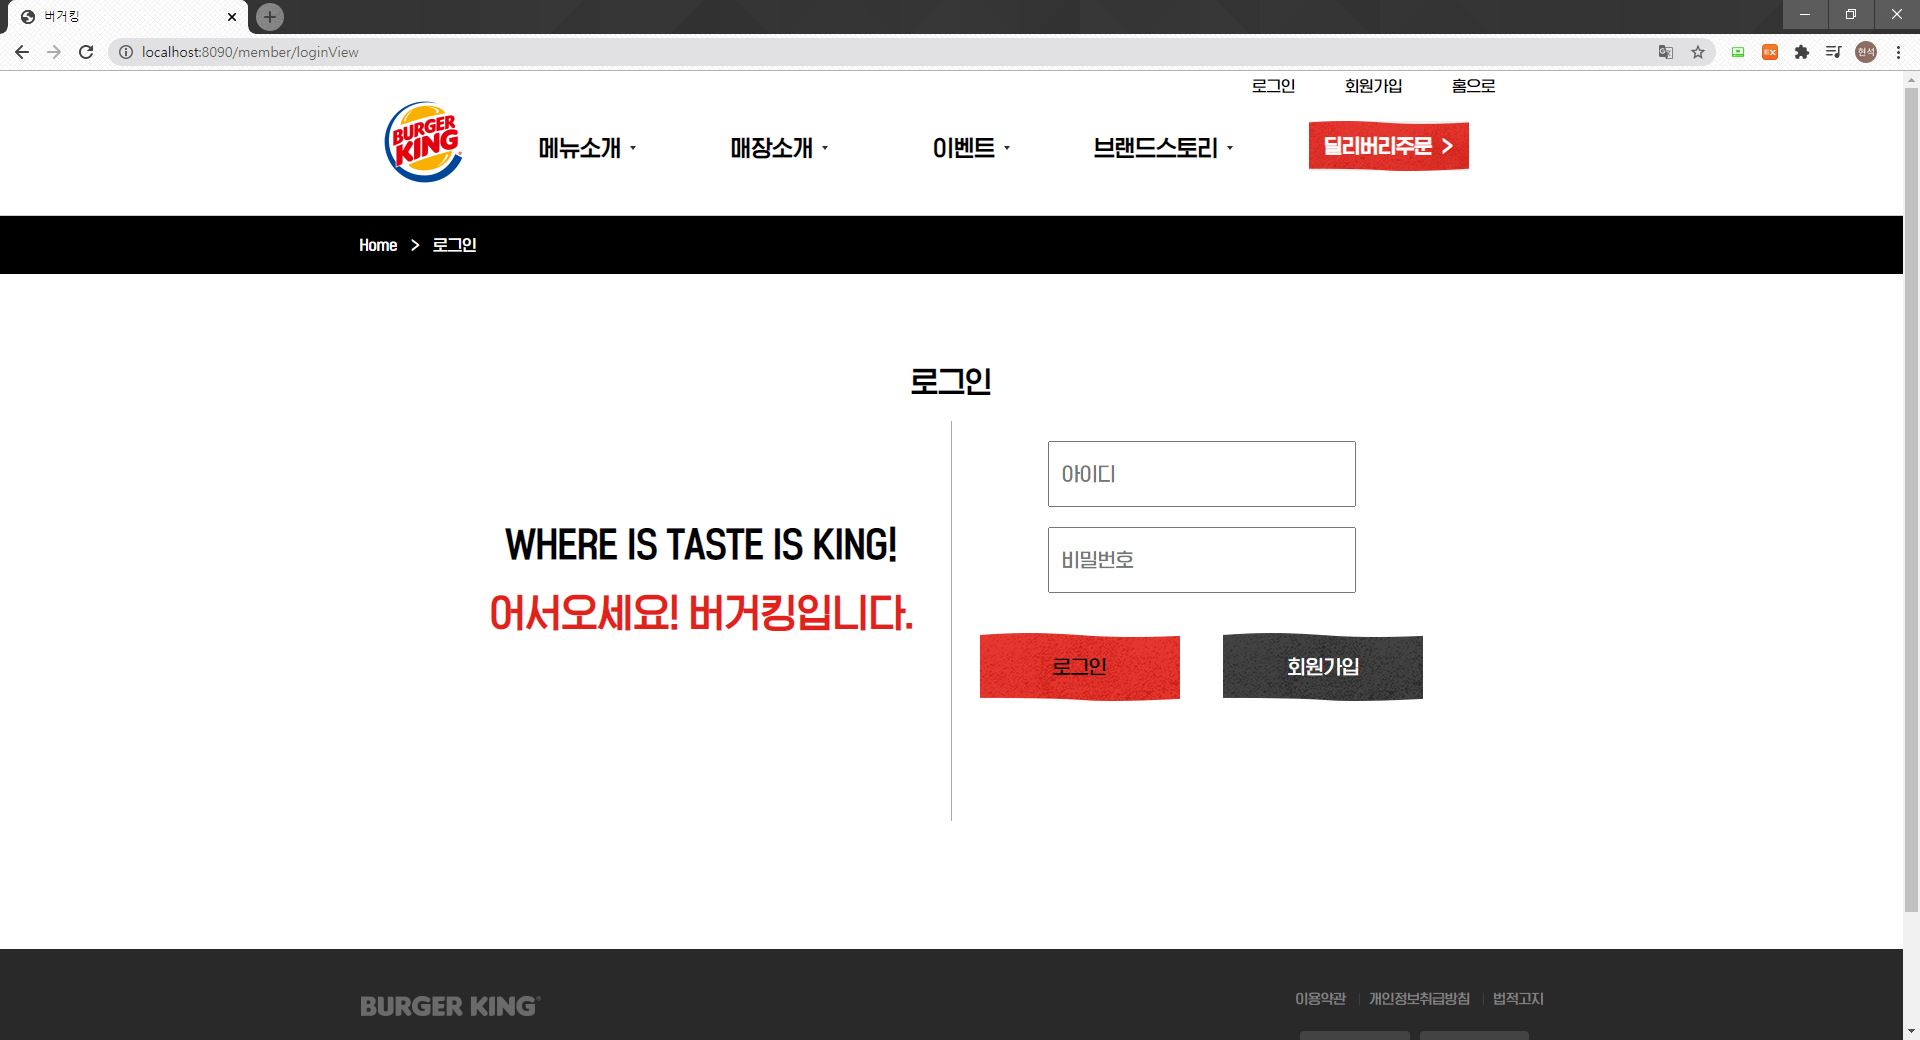 버거킹
localhost:8090/member/loginView
EX
현석
로그인 회원가입 홈으로
BURGER KING
메뉴소개 매장소개 이벤트 브랜드스토리 딜리버리주문 >
Home > 로그인
로그인
아이디
비밀번호
WHERE IS TASTE IS KING!
어서오세요! 버거킹입니다.
로그인 회원가입
BURGER KING®
이용약관 개인정보취급방침 법적고지